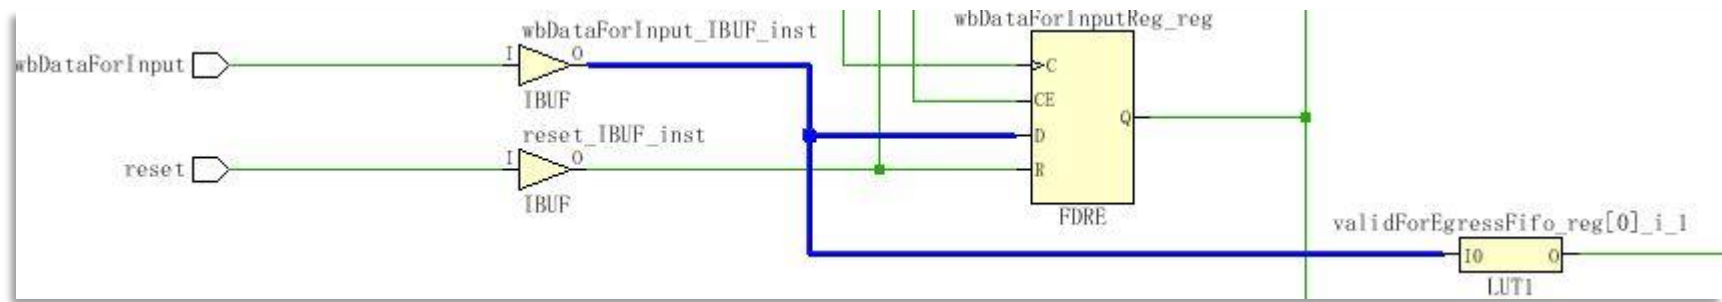 wbDataForInputReg_reg
wbDataForInput_IBUF_inst
wbDataForInput
I
O
C
IBUF
CE
Q
reset_IBUF_inst
D
reset
I
O
R
IBUF
FDRE
validForEgressFifo_reg[0]_i_1
I0
O
LUT1